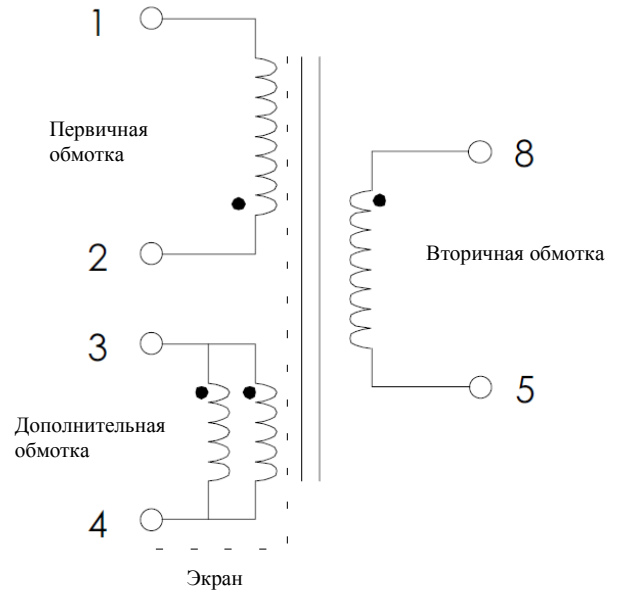 1
Первичная
обмотка
2
8
Вторичная обмотка
5
3
Дополнительная
обмотка
4
Экран